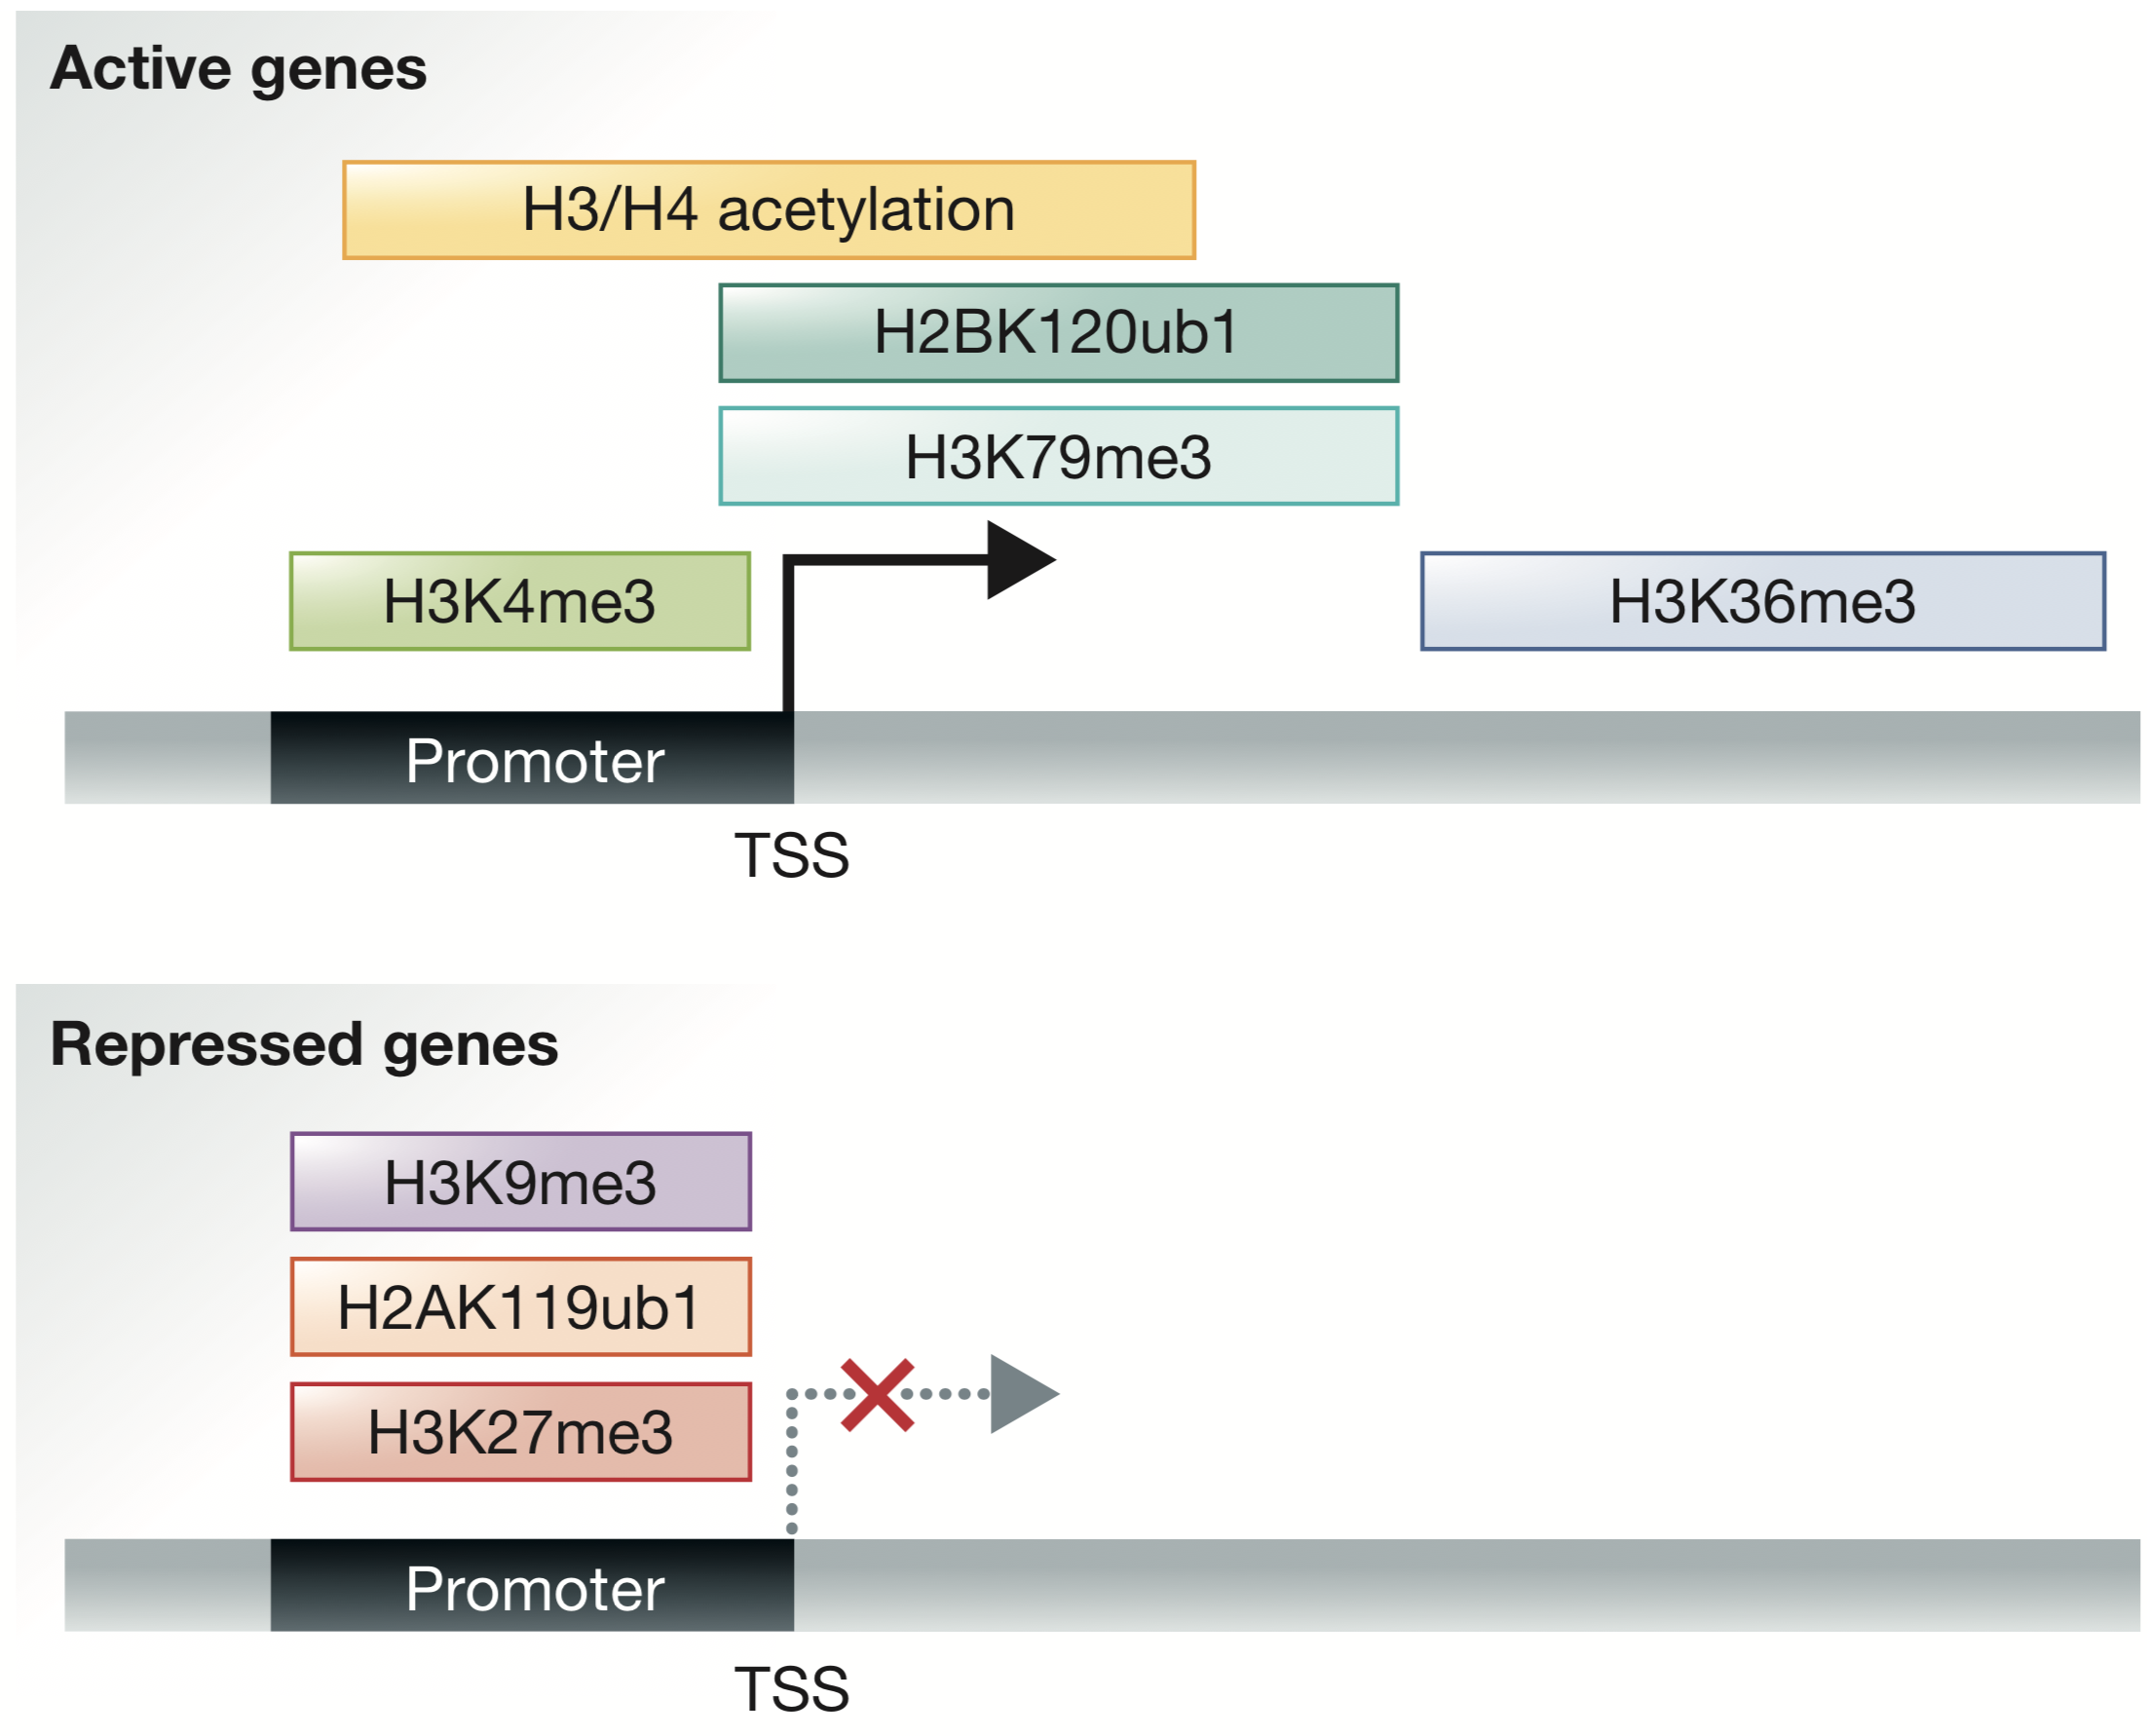 Active genes
H3/H4 acetylation
H2BK120ub1
H3K79me3
H3K4me3
H3K36me3
Promoter
TSS
Repressed genes
H3K9me3
H2AK119ub1
H3K27me3
Promoter
TSS